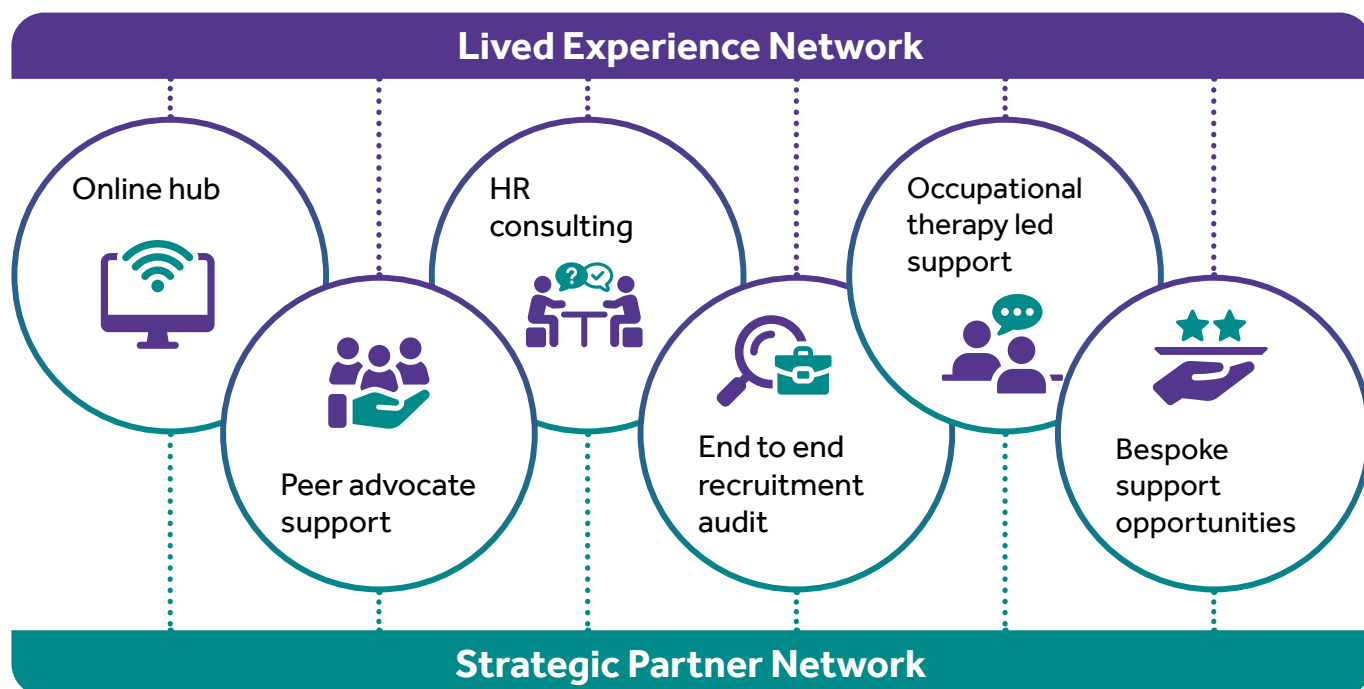 Lived Experience Network
Online hub
Peer advocate
support
HR
consulting
?
End to end
recruitment
audit
Occupational
therapy led
support
Bespoke
support
opportunities
Strategic Partner Network